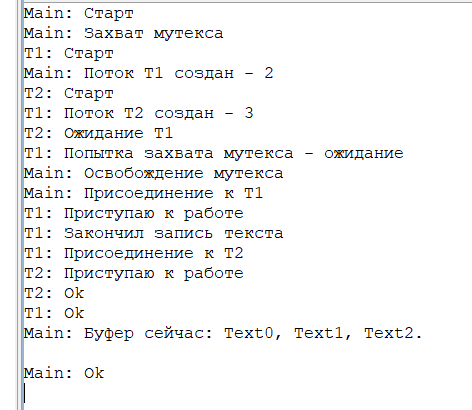 Main: Старт
Main: Захват мутекса
T1: Старт
Main: Поток T1 создан - 2
T2: Старт
T1: Поток T2 создан - 3
T2: Ожидание T1
T1: Попытка захвата мутекса - ожидание
Main: Освобождение мутекса
Main: Присоединение к T1
T1: Приступаю к работе
T1: Закончил запись текста
T1: Присоединение к T2
T2: Приступаю к работе
T2: Ok
T1: Ok
Main: Буфер сейчас: Text0, Text1, Text2.
Main: Ok